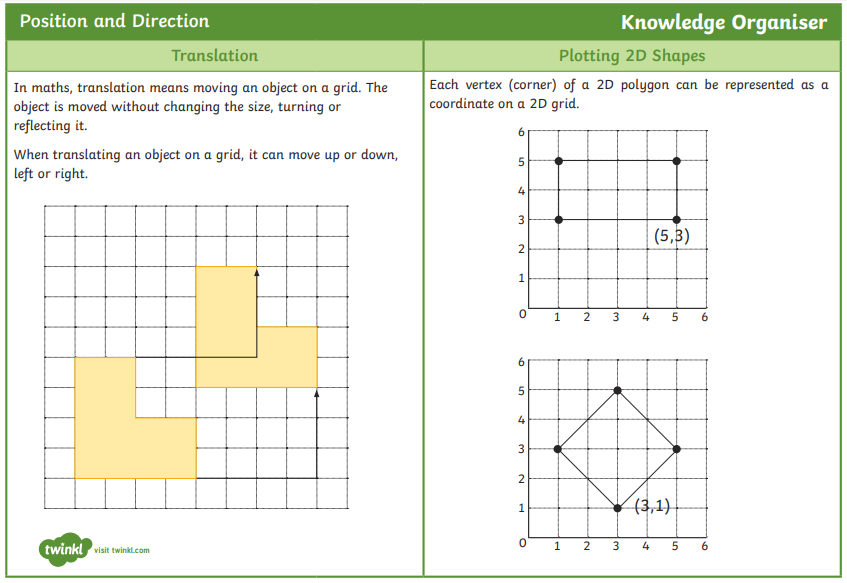 Position and Direction
Knowledge Organiser
Translation
In maths, translation means moving an object on a grid. The
object is moved without changing the size, turning or
reflecting it.
When translating an object on a grid, it can move up or down,
left or right.
twinkl visit twinkl.com
Plotting 2D Shapes
Each vertex (corner) of a 2D polygon can be represented as a
coordinate on a 2D grid.
6
5
4
3
(5,3)
2
1
0
1 2 3 4 5 6
6
5
4
3
2
1 (3,1)
0
1 2 3 4 5 6